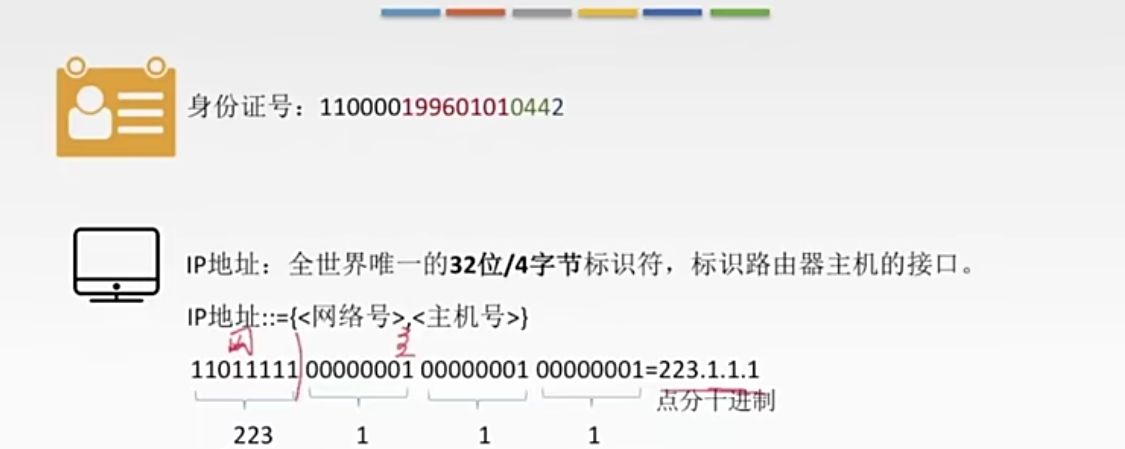 身份证号：110000199601010442
IP地址：全世界唯一的32位/4字节标识符，标识路由器主机的接口。
IP地址::={<网络号>,<主机号>}
网 主
11011111 00000001 00000001 00000001=223.1.1.1
点分十进制
223 1 1 1